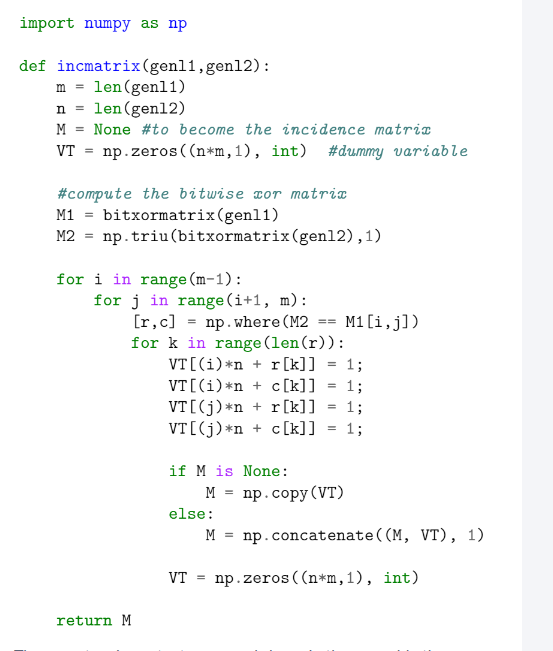 import numpy as np

def incmatrix(genl1,genl2):
    m = len(genl1)
    n = len(genl2)
    M = None #to become the incidence matrix
    VT = np.zeros((n*m,1), int)  #dummy variable

    #compute the bitwise xor matrix
    M1 = bitxormatrix(genl1)
    M2 = np.triu(bitxormatrix(genl2),1)

    for i in range(m-1):
        for j in range(i+1, m):
            [r,c] = np.where(M2 == M1[i,j])
            for k in range(len(r)):
                VT[(i)*n + r[k]] = 1;
                VT[(i)*n + c[k]] = 1;
                VT[(j)*n + r[k]] = 1;
                VT[(j)*n + c[k]] = 1;

                if M is None:
                    M = np.copy(VT)
                else:
                    M = np.concatenate((M, VT), 1)

                VT = np.zeros((n*m,1), int)

    return M